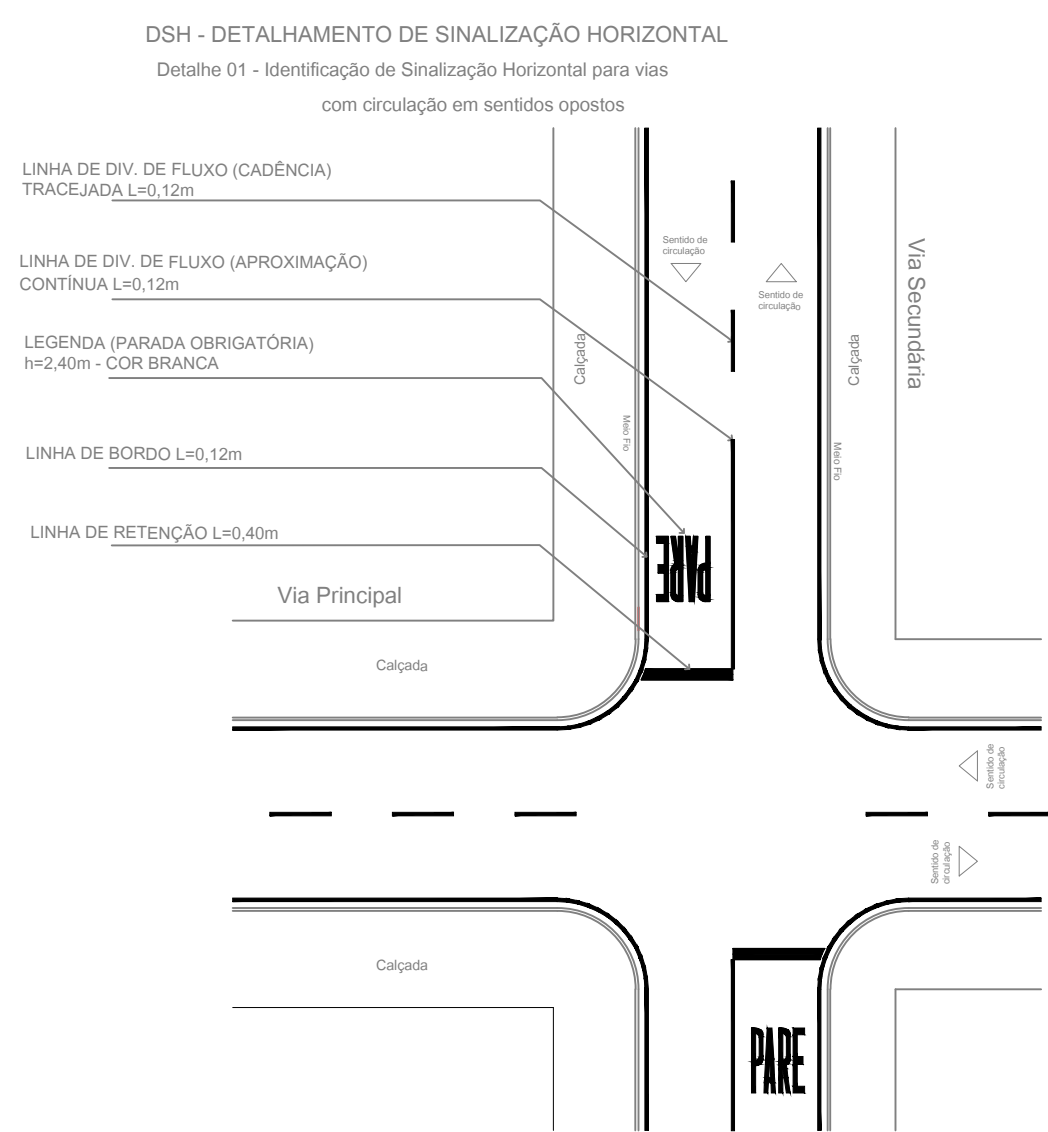 DSH - DETALHAMENTO DE SINALIZAÇÃO HORIZONTAL
Detalhe 01 - Identificação de Sinalização Horizontal para vias
com circulação em sentidos opostos
LINHA DE DIV. DE FLUXO (CADÊNCIA)
TRACEJADA L=0,12m
LINHA DE DIV. DE FLUXO (APROXIMAÇÃO)
CONTÍNUA L=0,12m
LEGENDA (PARADA OBRIGATÓRIA)
h=2,40m - COR BRANCA
LINHA DE BORDO L=0,12m
LINHA DE RETENÇÃO L=0,40m
Sentido de
circulação
Sentido de
circulação
Via Secundária
Calçada
Calçada
Meio Fio
Meio Fio
PARE
Via Principal
Calçada
Sentido de
circulação
Sentido de
circulação
Calçada
PARE